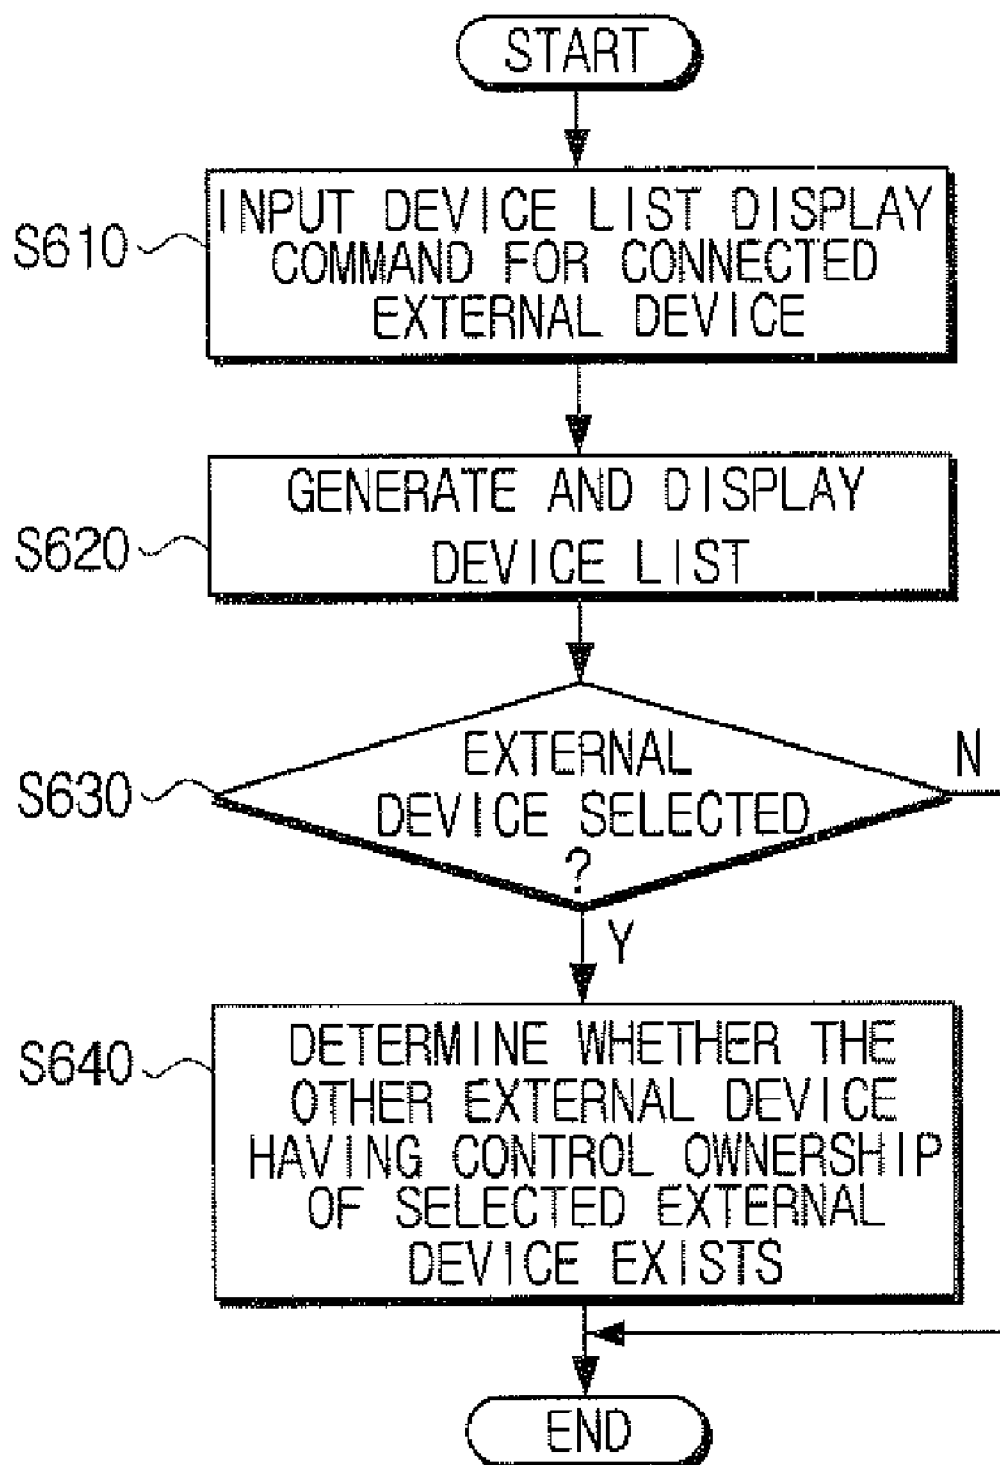 START
S610
INPUT DEVICE LIST DISPLAY
COMMAND FOR CONNECTED
EXTERNAL DEVICE
S620
GENERATE AND DISPLAY
DEVICE LIST
S630
EXTERNAL
DEVICE SELECTED
?
N
Y
S640
DETERMINE WHETHER THE
OTHER EXTERNAL DEVICE
HAVING CONTROL OWNERSHIP
OF SELECTED EXTERNAL
DEVICE EXISTS
END